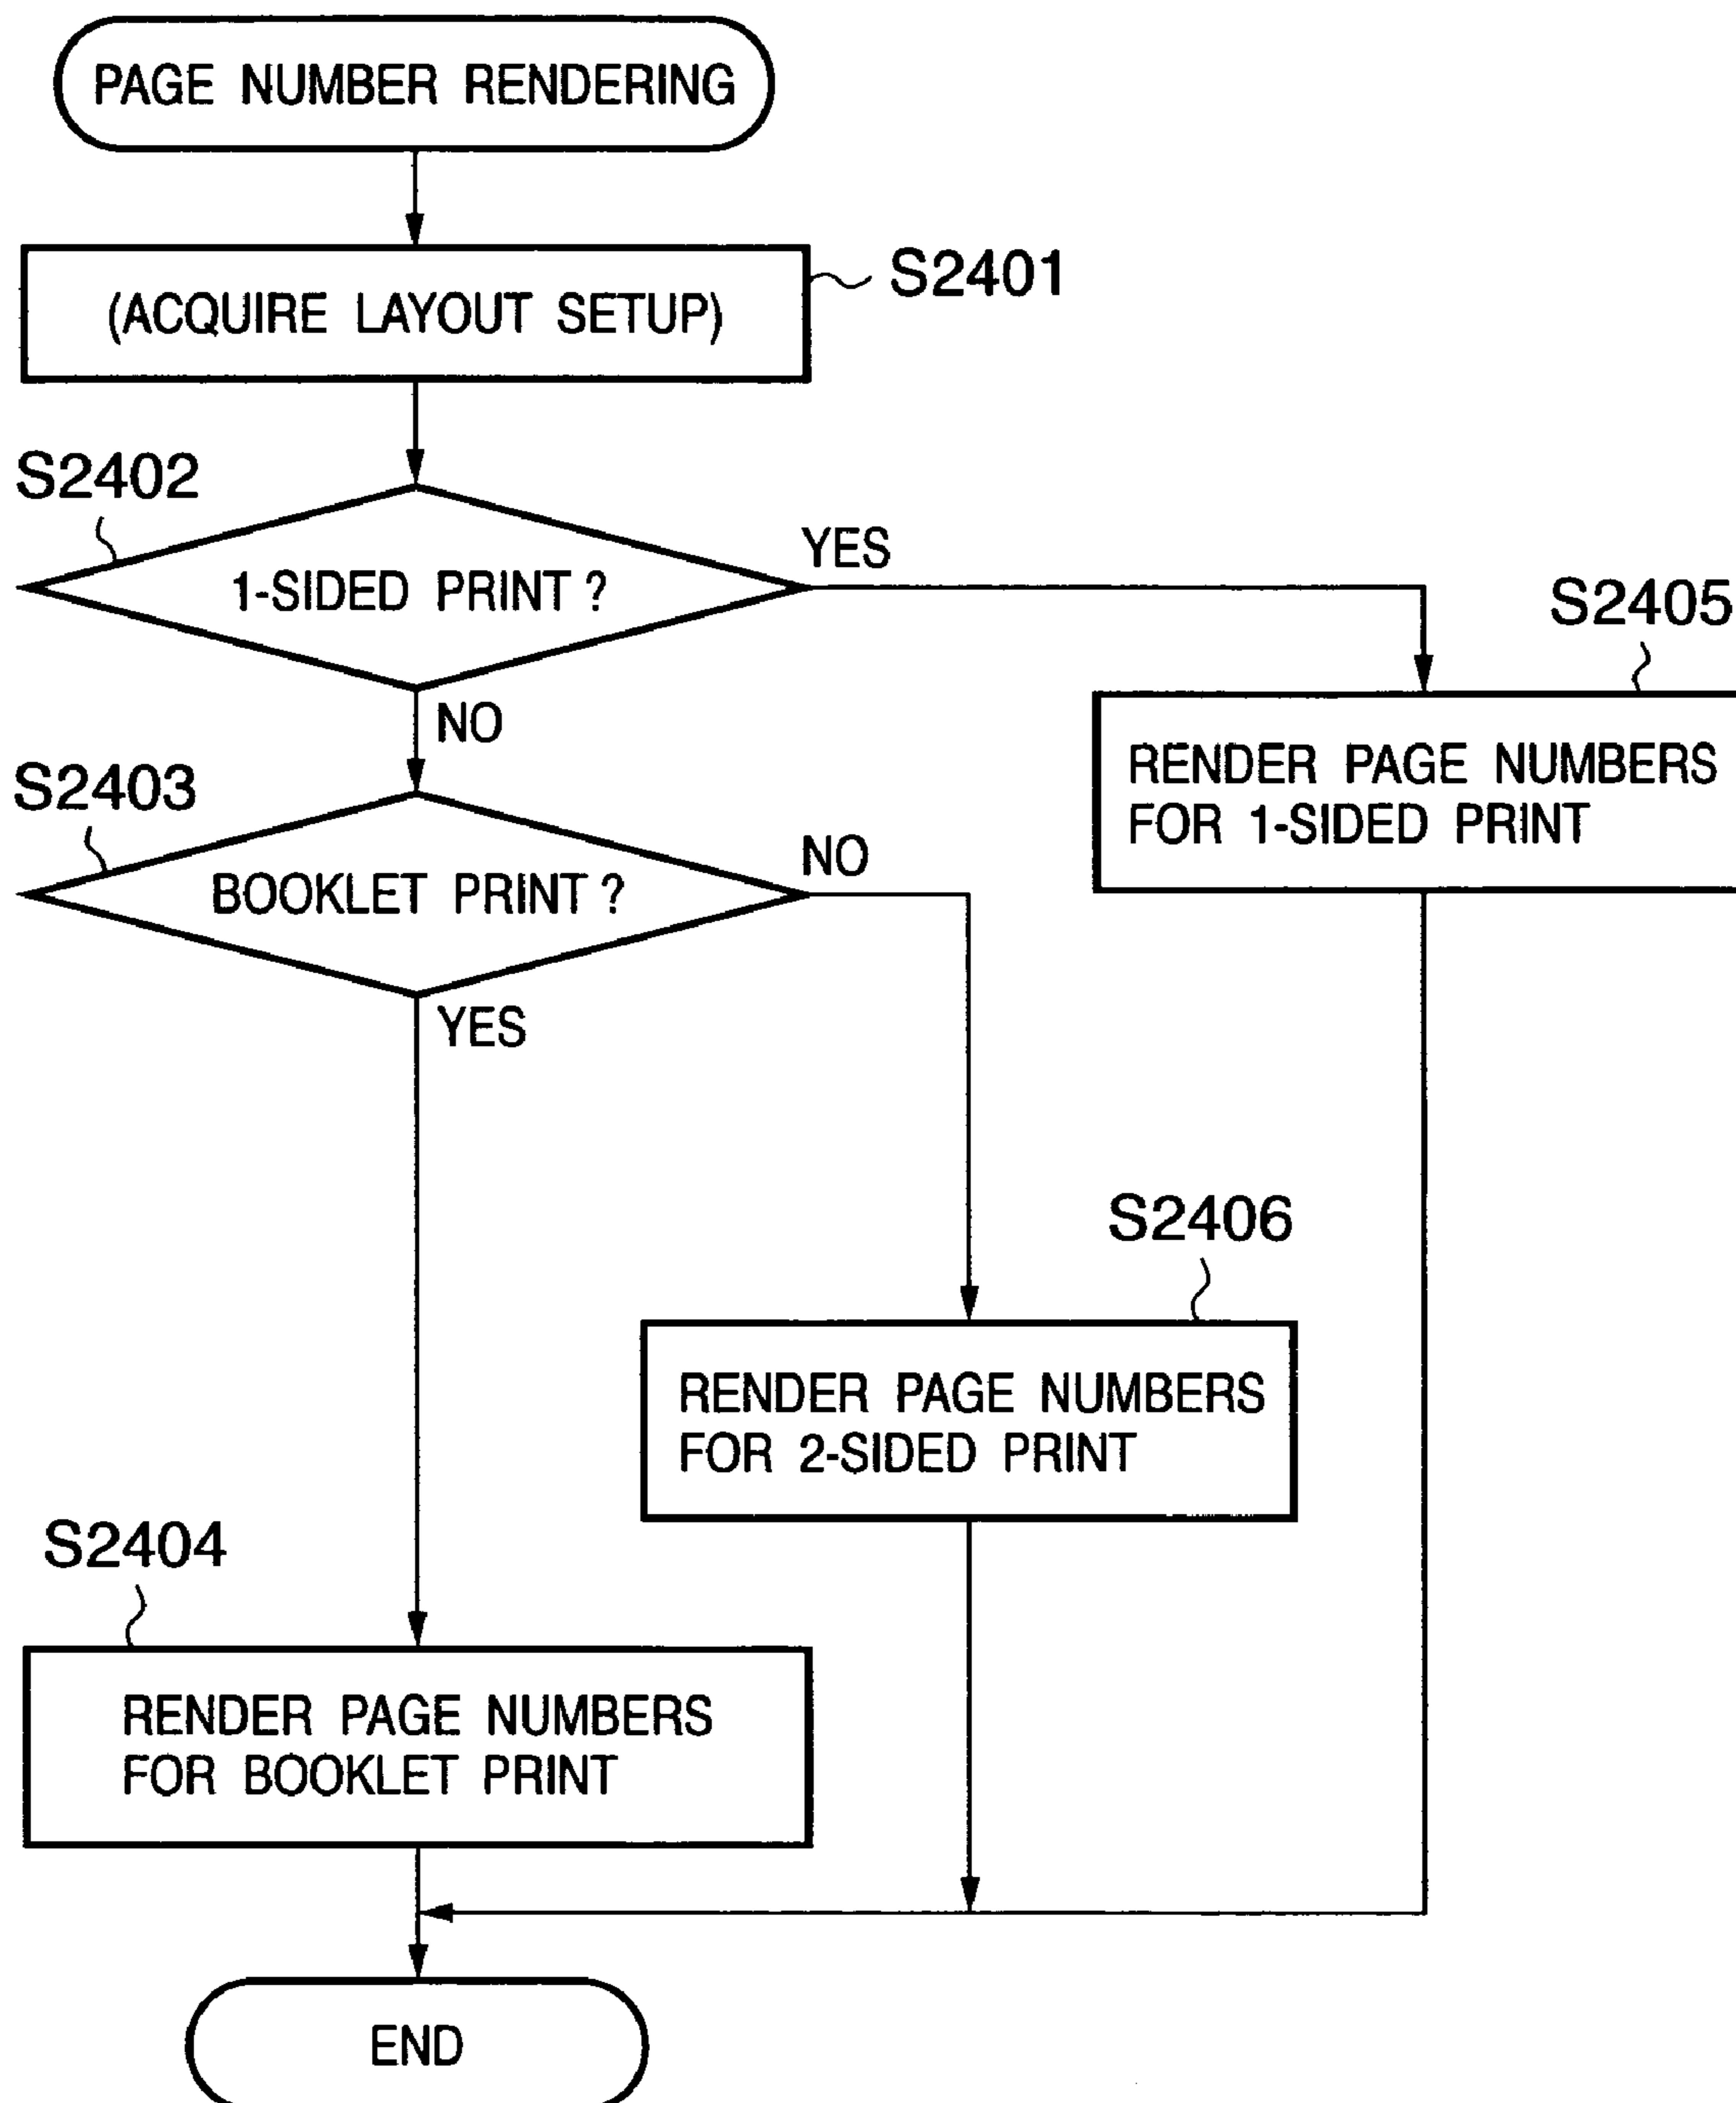 PAGE NUMBER RENDERING
S2401
(ACQUIRE LAYOUT SETUP)
S2402
1-SIDED PRINT ?
YES
NO
S2405
RENDER PAGE NUMBERS
FOR 1-SIDED PRINT
S2403
BOOKLET PRINT ?
NO
YES
S2406
RENDER PAGE NUMBERS
FOR 2-SIDED PRINT
S2404
RENDER PAGE NUMBERS
FOR BOOKLET PRINT
END